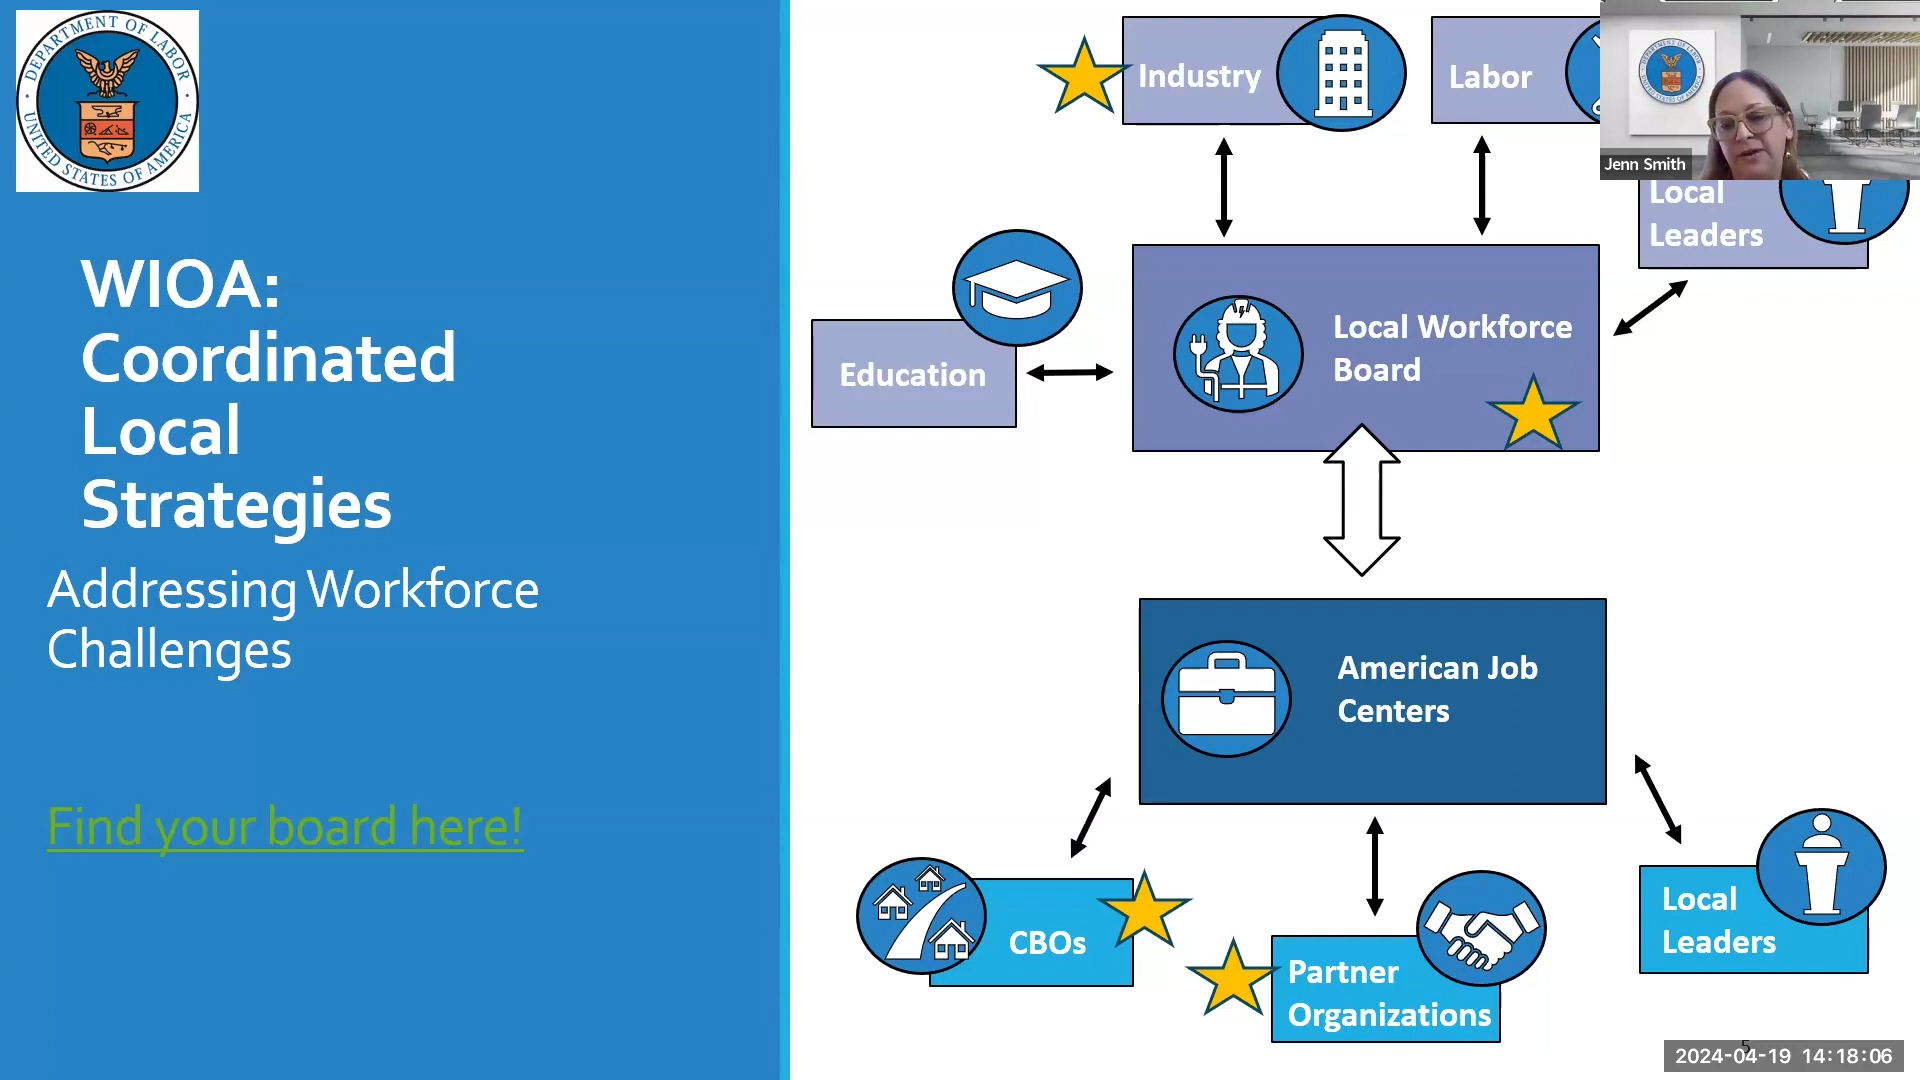 DEPARTMENT OF LABOR
UNITED STATES OF AMERICA
WIOA:
Coordinated
Local
Strategies
Addressing Workforce
Challenges
Find your board here!
Industry
Labor
Jenn Smith
Local
Leaders
Education
Local Workforce
Board
American Job
Centers
CBOs
Partner
Organizations
Local
Leaders
5
2024-04-19 14:18:06